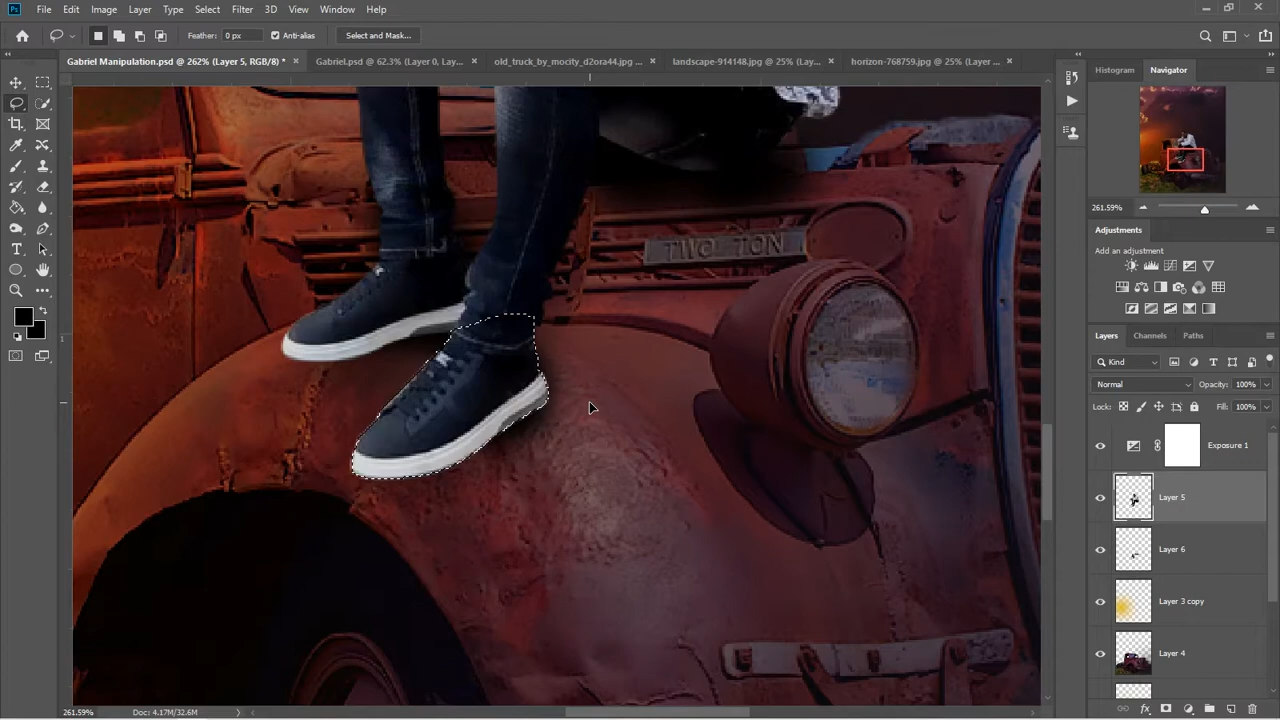 Ps File Edit Image Layer Type Select Filter 3D View Window Help
Feather: 0 px Anti-alias Select and Mask...
Gabriel Manipulation.psd @ 262% (Layer 5, RGB/8) * × Gabriel.psd @ 62.3% (Layer 0, Lay... × old_truck_by_mocity_d2ora44.jpg ... × landscape-914148.jpg @ 25% (Layer... × horizon-768759.jpg @ 25% (Layer ... ×
Histogram Navigator
261.59%
Adjustments
Add an adjustment
TWO TON
Layers Channels Paths
Kind
Normal Opacity: 100%
Lock: Fill: 100%
Exposure 1
Layer 5
Layer 6
Layer 3 copy
Layer 4
261.59% Doc: 4.17M/32.6M